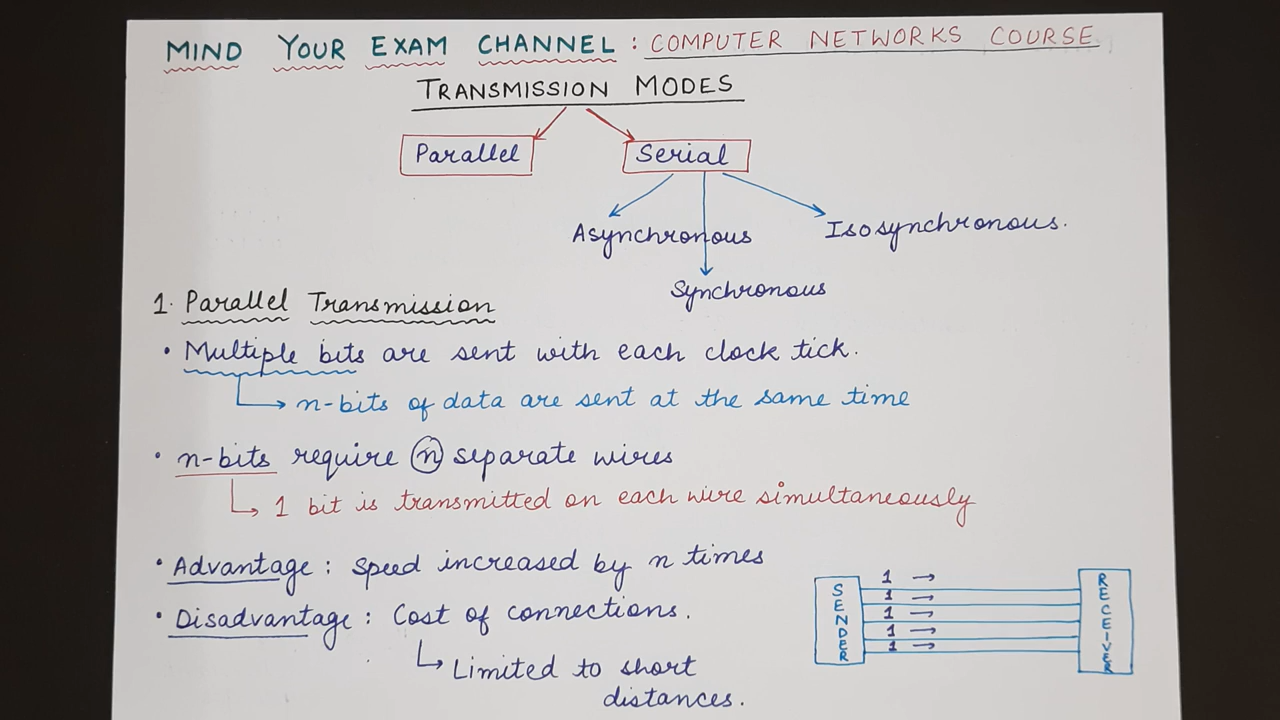 MIND YOUR EXAM CHANNEL : COMPUTER NETWORKS COURSE
TRANSMISSION MODES
Parallel Serial
Asynchronous Isosynchronous.
Synchronous
1. Parallel Transmission
• Multiple bits are sent with each clock tick.
n-bits of data are sent at the same time
• n-bits require n separate wires
1 bit is transmitted on each wire simultaneously
• Advantage : Speed increased by n times
• Disadvantage : Cost of connections.
Limited to short
distances.
SENDER
1 →
1 →
1 →
1 →
1 →
RECEIVER